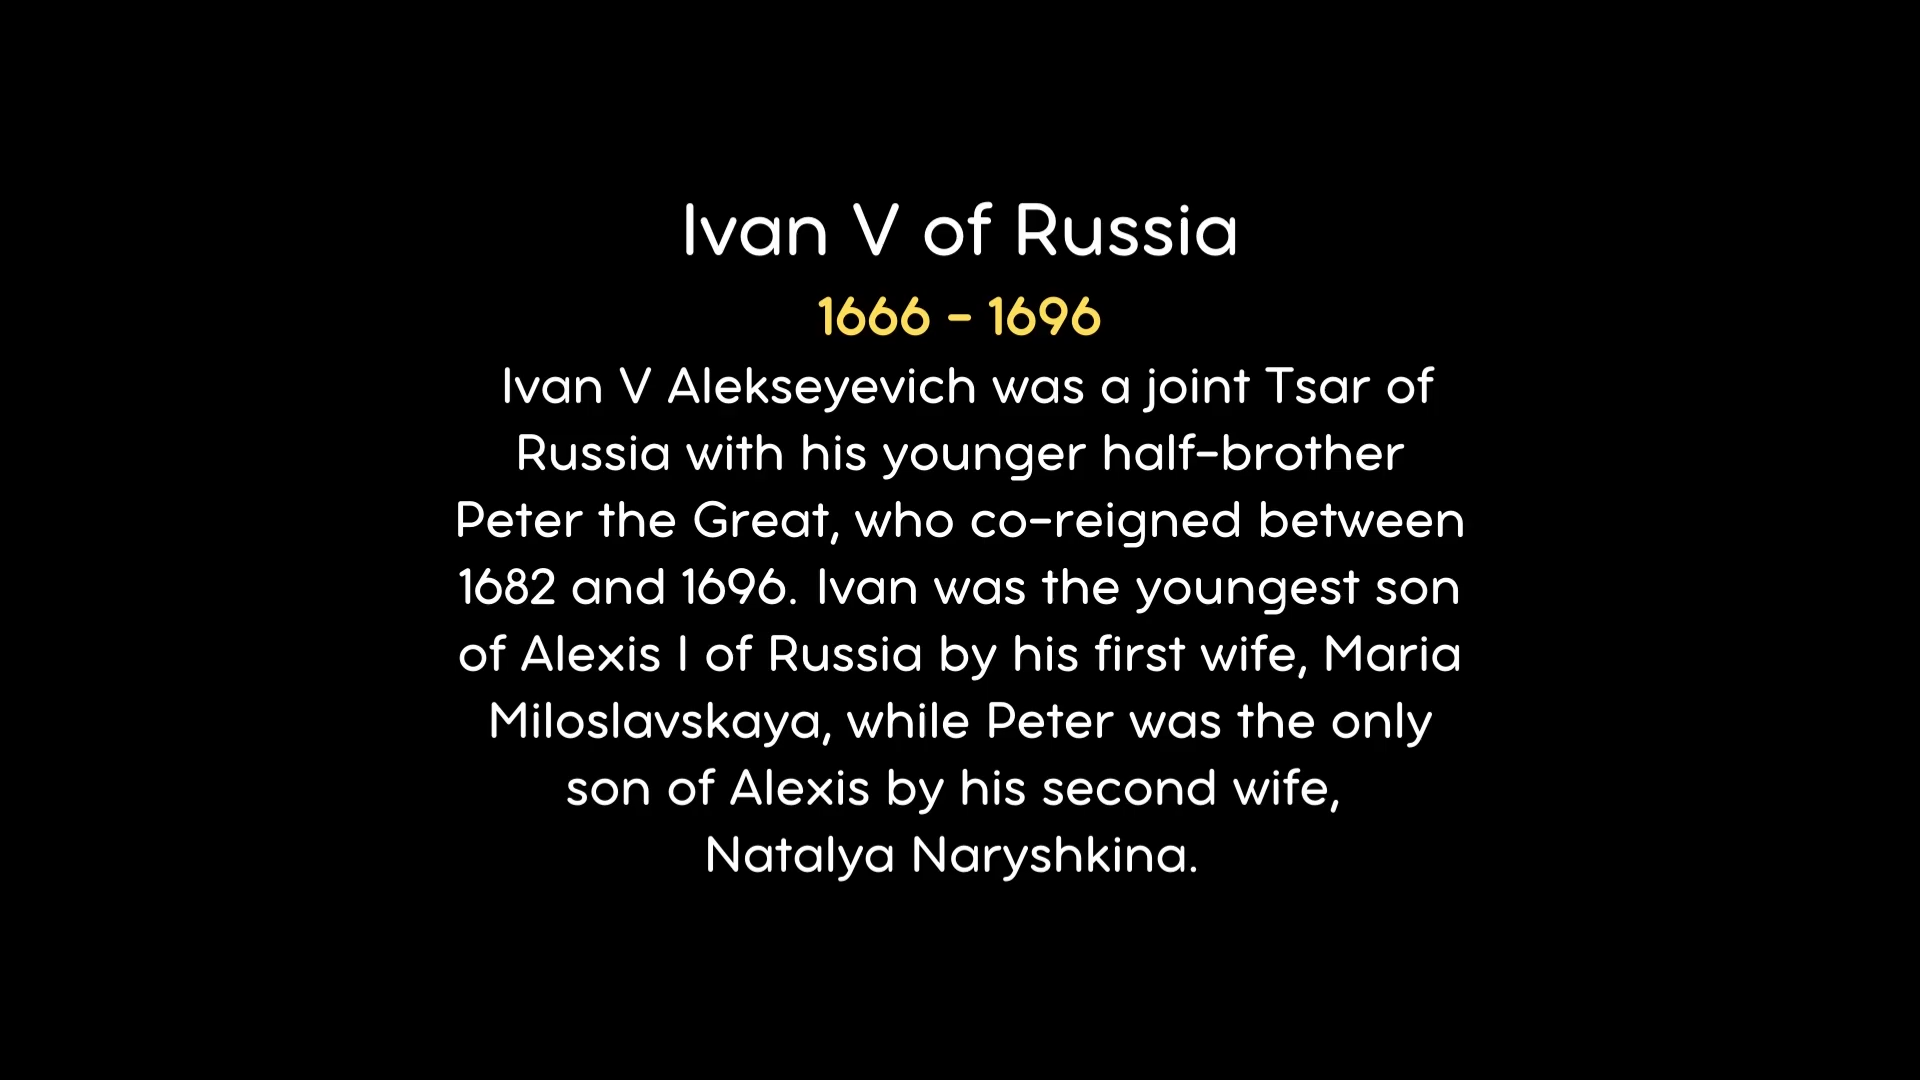 Ivan V of Russia
1666 - 1696
Ivan V Alekseyevich was a joint Tsar of
Russia with his younger half-brother
Peter the Great, who co-reigned between
1682 and 1696. Ivan was the youngest son
of Alexis I of Russia by his first wife, Maria
Miloslavskaya, while Peter was the only
son of Alexis by his second wife,
Natalya Naryshkina.